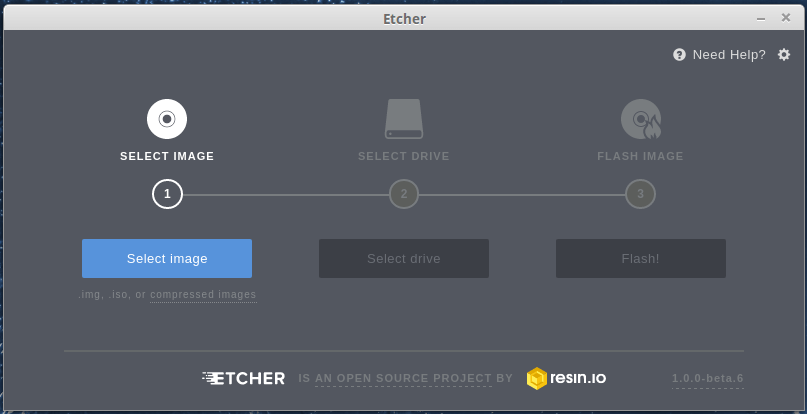 Etcher
Need Help?
SELECT IMAGE
SELECT DRIVE
FLASH IMAGE
1
2
3
Select image
Select drive
Flash!
.img, .iso, or compressed images
ETCHER IS AN OPEN SOURCE PROJECT BY resin.io 1.0.0-beta.6